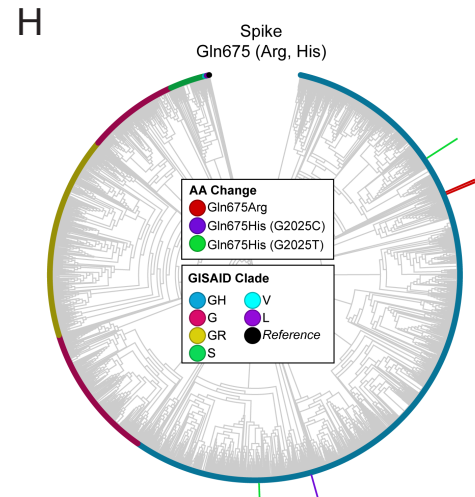 H
Spike
Gln675 (Arg, His)
AA Change
Gln675Arg
Gln675His (G2025C)
Gln675His (G2025T)
GISAID Clade
GH V
G L
GR Reference
S